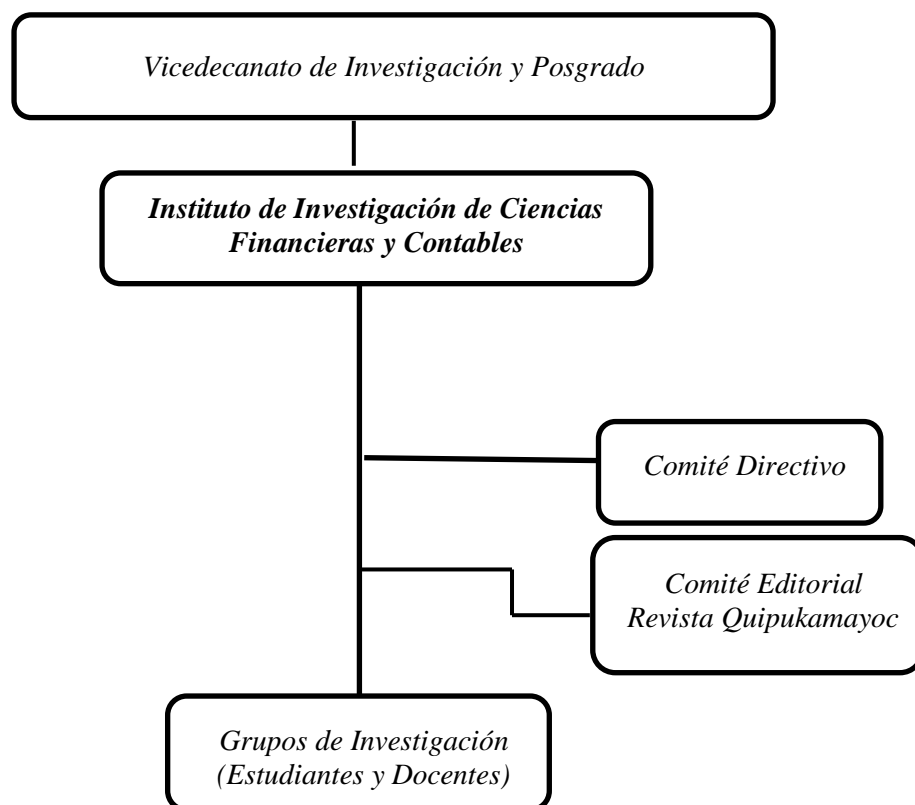 Vicedecanato de Investigación y Posgrado
Instituto de Investigación de Ciencias
Financieras y Contables
Comité Directivo
Comité Editorial
Revista Quipukamayoc
Grupos de Investigación
(Estudiantes y Docentes)